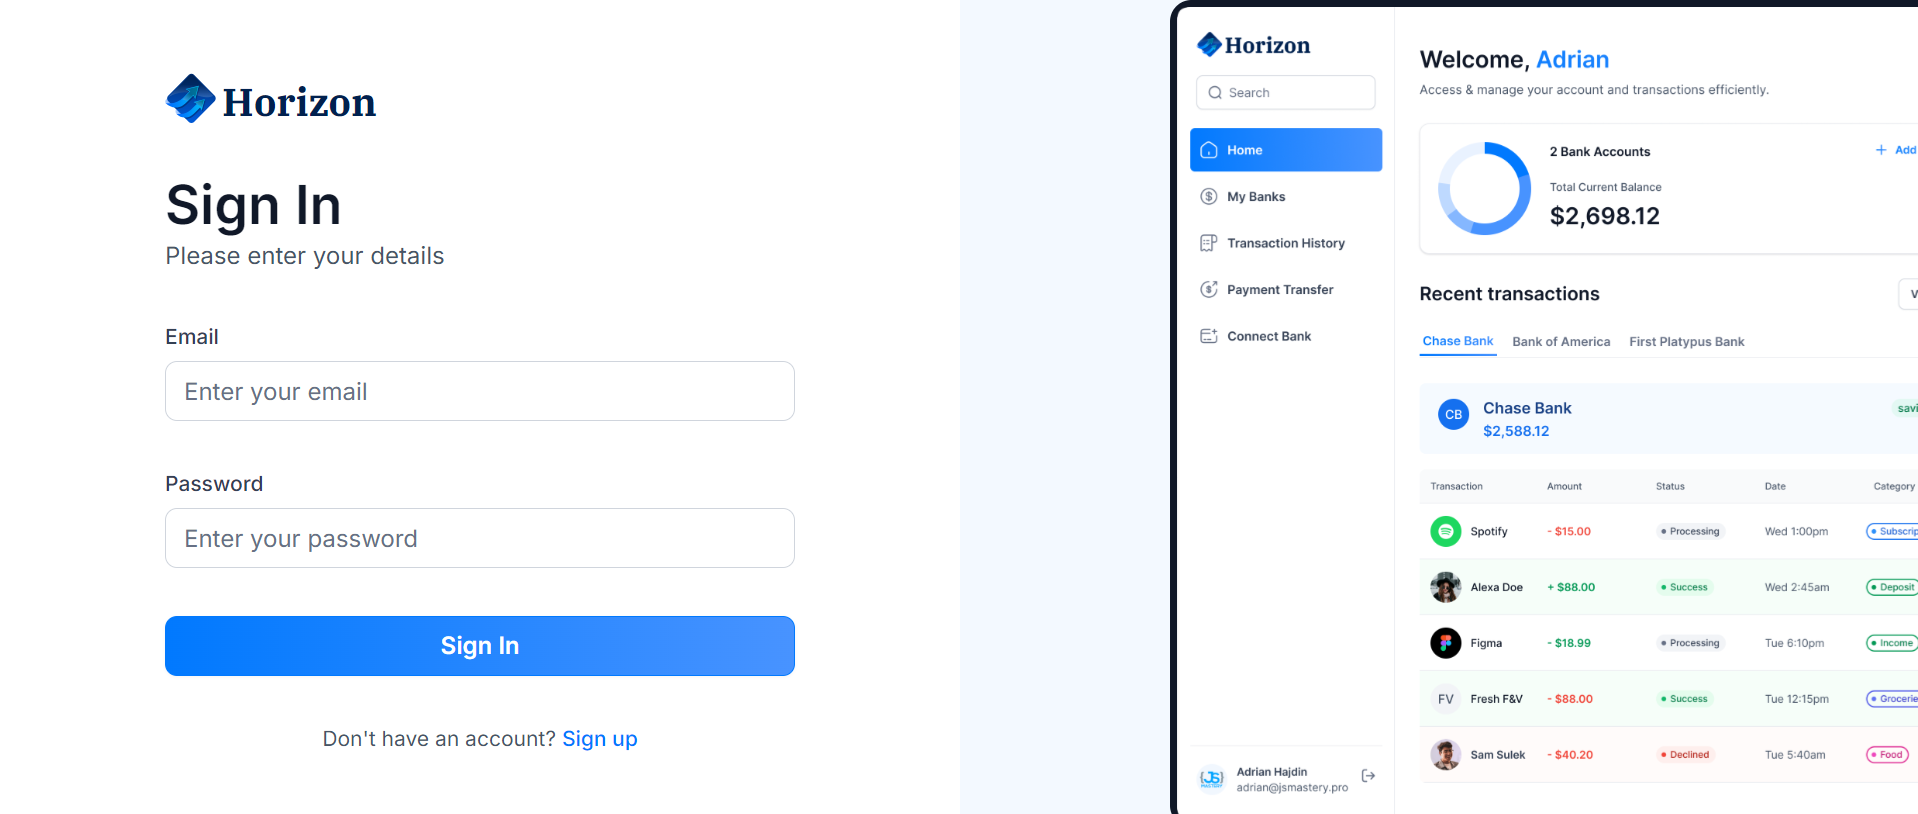 Horizon
Sign In
Please enter your details
Email
Enter your email
Password
Enter your password
Sign In
Don't have an account? Sign up
Horizon
Search
Home
My Banks
Transaction History
Payment Transfer
Connect Bank
Adrian Hajdin
adrian@jsmastery.pro
Welcome, Adrian
Access & manage your account and transactions efficiently.
2 Bank Accounts
+ Add
Total Current Balance
$2,698.12
Recent transactions
V
Chase Bank Bank of America First Platypus Bank
CB Chase Bank savi
$2,588.12
Transaction Amount Status Date Category
Spotify - $15.00 Processing Wed 1:00pm Subscrip
Alexa Doe + $88.00 Success Wed 2:45am Deposit
Figma - $18.99 Processing Tue 6:10pm Income
FV Fresh F&V - $88.00 Success Tue 12:15pm Grocerie
Sam Sulek - $40.20 Declined Tue 5:40am Food